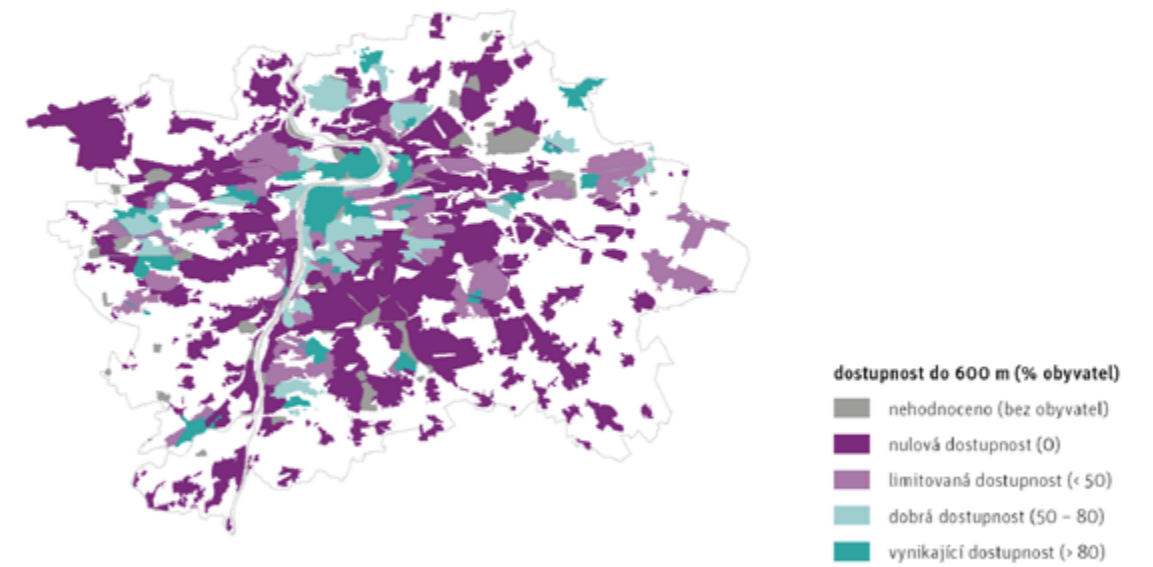 dostupnost do 600 m (% obyvatel)
nehodnoceno (bez obyvatel)
nulová dostupnost (0)
limitovaná dostupnost (< 50)
dobrá dostupnost (50 – 80)
vynikající dostupnost (> 80)